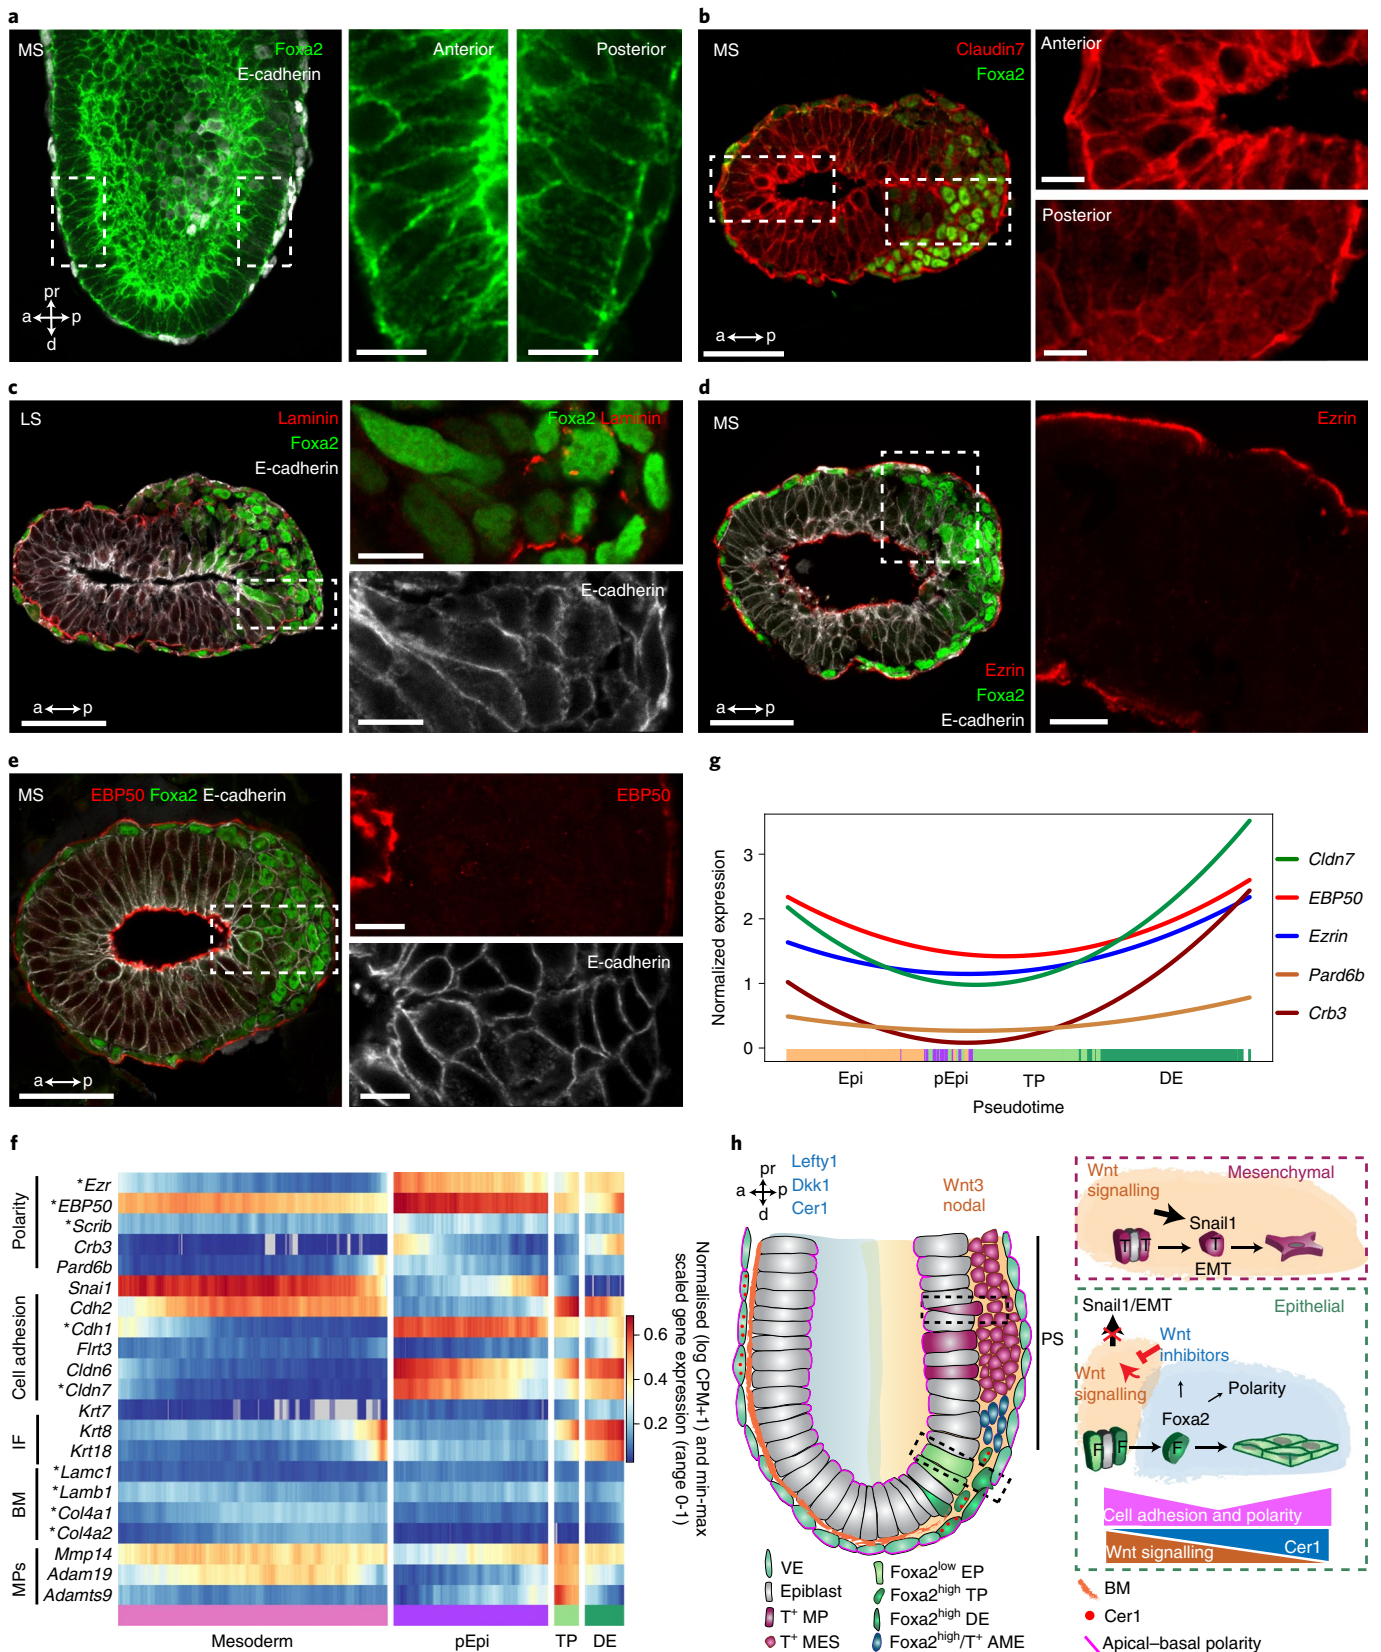 a
MS
Foxa2
E-cadherin
pr
a
p
d
Anterior
Posterior
b
MS
Claudin7
Foxa2
a
p
Anterior
Posterior
c
LS
Laminin
Foxa2
E-cadherin
a
p
Foxa2 Laminin
E-cadherin
d
MS
Ezrin
Foxa2
E-cadherin
a
p
Ezrin
e
MS
EBP50 Foxa2 E-cadherin
a
p
EBP50
E-cadherin
g
Normalized expression
3
2
1
0
Epi
pEpi
TP
DE
Pseudotime
Cldn7
EBP50
Ezrin
Pard6b
Crb3
f
Polarity
*Ezr
*EBP50
*Scrib
Crb3
Pard6b
Snai1
Cell adhesion
Cdh2
*Cdh1
Flrt3
Cldn6
*Cldn7
Krt7
IF
Krt8
Krt18
BM
*Lamc1
*Lamb1
*Col4a1
*Col4a2
MPs
Mmp14
Adam19
Adamts9
Mesoderm
pEpi
TP
DE
0.6
0.4
0.2
Normalised (log CPM+1) and min-max
scaled gene expression (range 0-1)
h
pr
a
p
d
Lefty1
Dkk1
Cer1
Wnt3
nodal
PS
VE
Epiblast
T⁺ MP
T⁺ MES
Foxa2ˡᵒʷ EP
Foxa2ʰⁱᵍʰ TP
Foxa2ʰⁱᵍʰ DE
Foxa2ʰⁱᵍʰ/T⁺ AME
Wnt
signalling
Mesenchymal
Snail1
T
T
T
EMT
Snail1/EMT
Epithelial
Wnt
inhibitors
Wnt
signalling
Polarity
Foxa2
F
F
F
Cell adhesion and polarity
Wnt signalling
Cer1
BM
Cer1
Apical–basal polarity